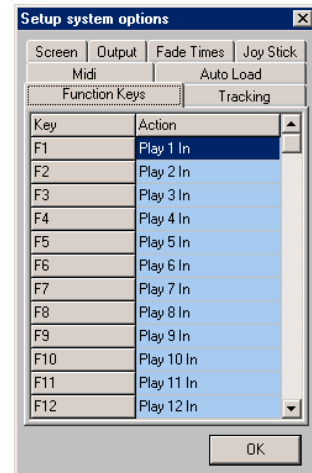 Setup system options
Screen Output Fade Times Joy Stick
Midi Auto Load
Function Keys Tracking
Key Action
F1 Play 1 In
F2 Play 2 In
F3 Play 3 In
F4 Play 4 In
F5 Play 5 In
F6 Play 6 In
F7 Play 7 In
F8 Play 8 In
F9 Play 9 In
F10 Play 10 In
F11 Play 11 In
F12 Play 12 In
OK